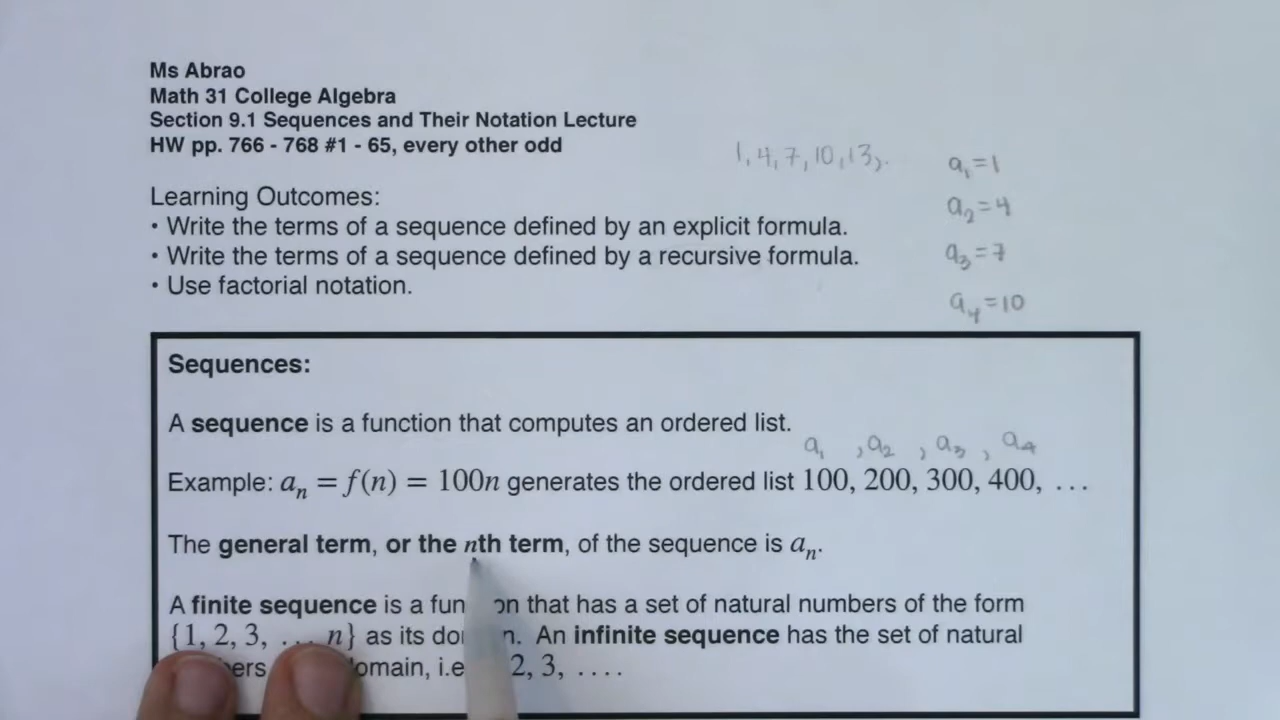 Ms Abrao
Math 31 College Algebra
Section 9.1 Sequences and Their Notation Lecture
HW pp. 766 - 768 #1 - 65, every other odd
1, 4, 7, 10, 13, .
a₁=1
a₂=4
a₃=7
a₄=10
Learning Outcomes:
• Write the terms of a sequence defined by an explicit formula.
• Write the terms of a sequence defined by a recursive formula.
• Use factorial notation.
Sequences:
A sequence is a function that computes an ordered list.
a₁ , a₂ , a₃ , a₄
Example: aₙ = f(n) = 100n generates the ordered list 100, 200, 300, 400, …
The general term, or the nth term, of the sequence is aₙ.
A finite sequence is a fun on that has a set of natural numbers of the form
{1, 2, 3, … n} as its do n. An infinite sequence has the set of natural
bers omain, i.e 2, 3, ….